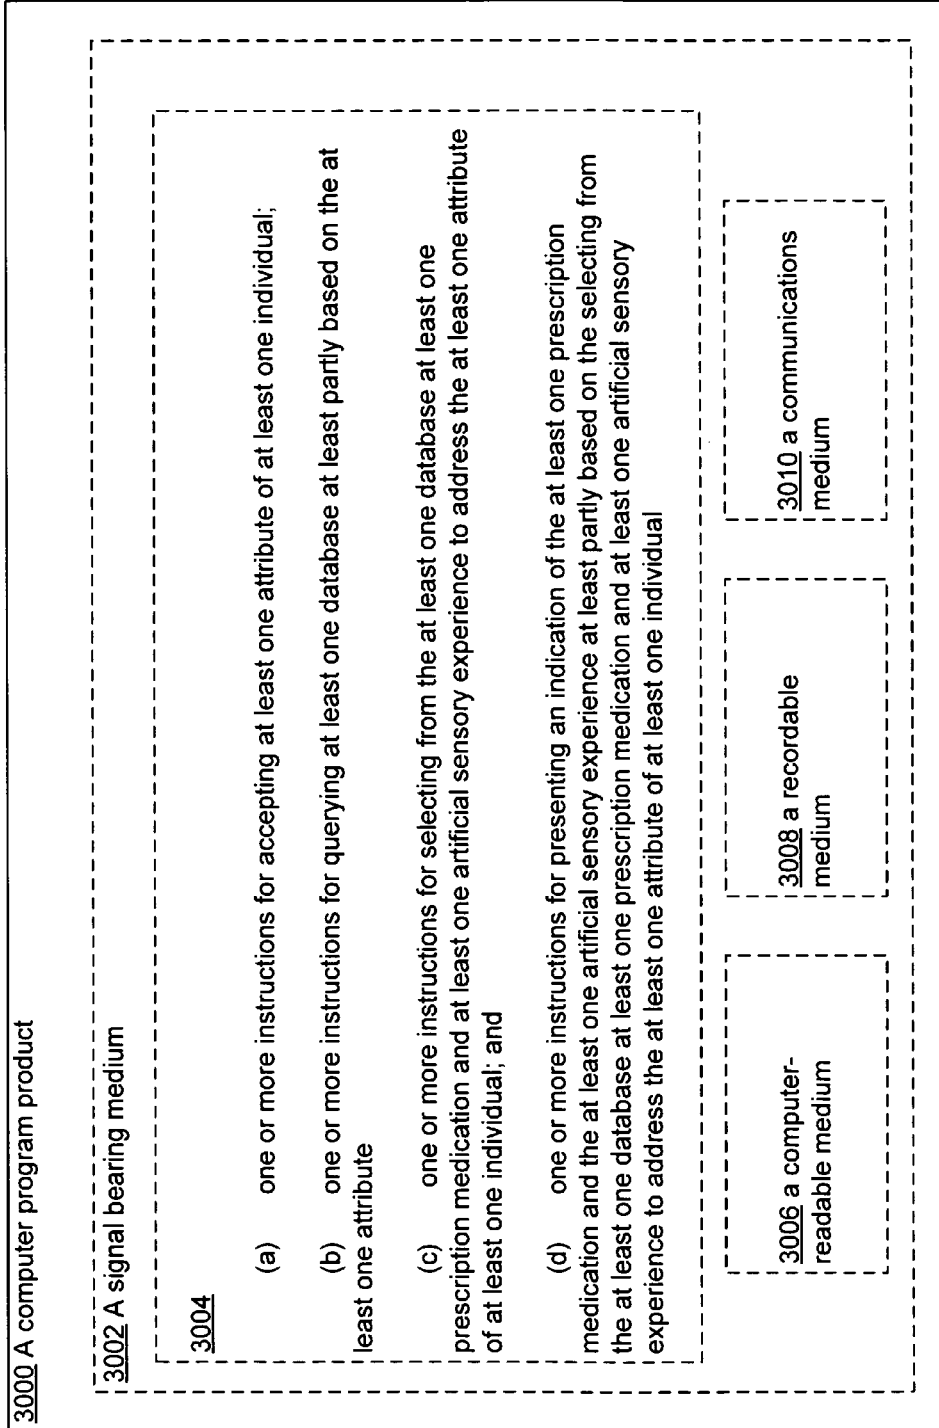 3000 A computer program product
3002 A signal bearing medium
3004
(a) one or more instructions for accepting at least one attribute of at least one individual;
(b) one or more instructions for querying at least one database at least partly based on the at
least one attribute
(c) one or more instructions for selecting from the at least one database at least one
prescription medication and at least one artificial sensory experience to address the at least one attribute
of at least one individual; and
(d) one or more instructions for presenting an indication of the at least one prescription
medication and the at least one artificial sensory experience at least partly based on the selecting from
the at least one database at least one prescription medication and at least one artificial sensory
experience to address the at least one attribute of at least one individual
3006 a computer-
readable medium
3008 a recordable
medium
3010 a communications
medium